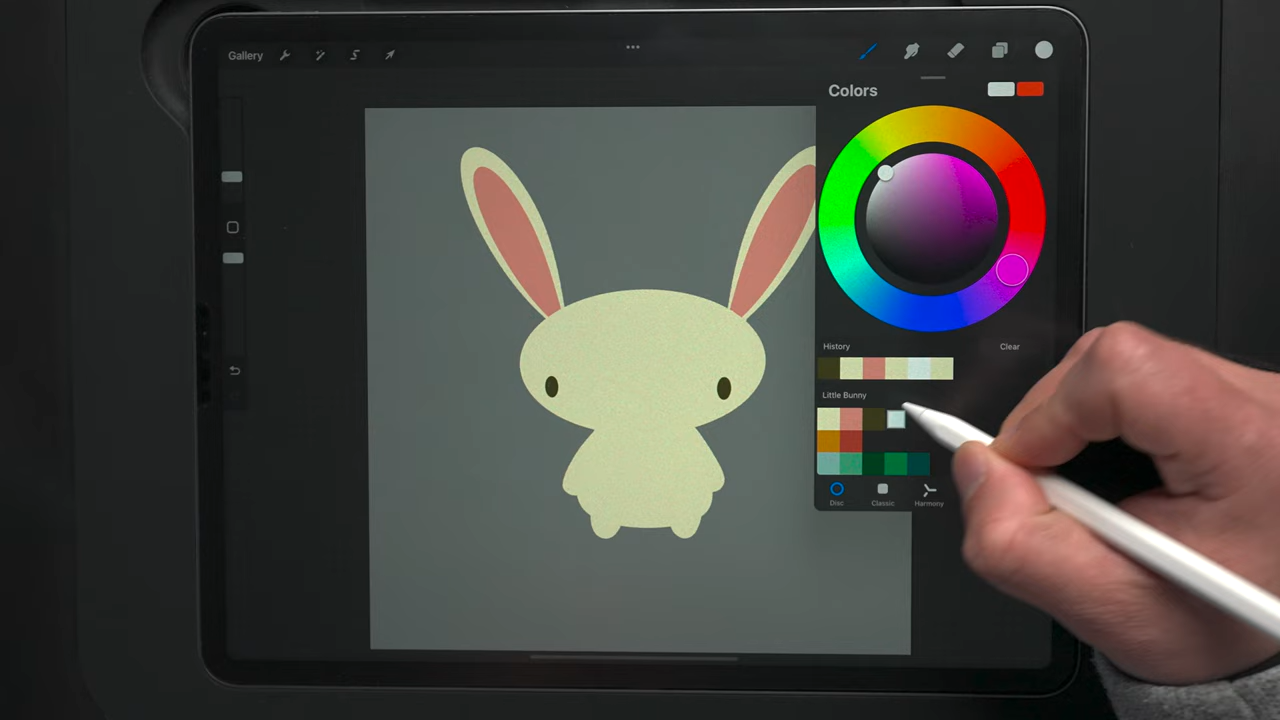 Gallery
Colors
History
Clear
Little Bunny
Disc
Classic
Harmony